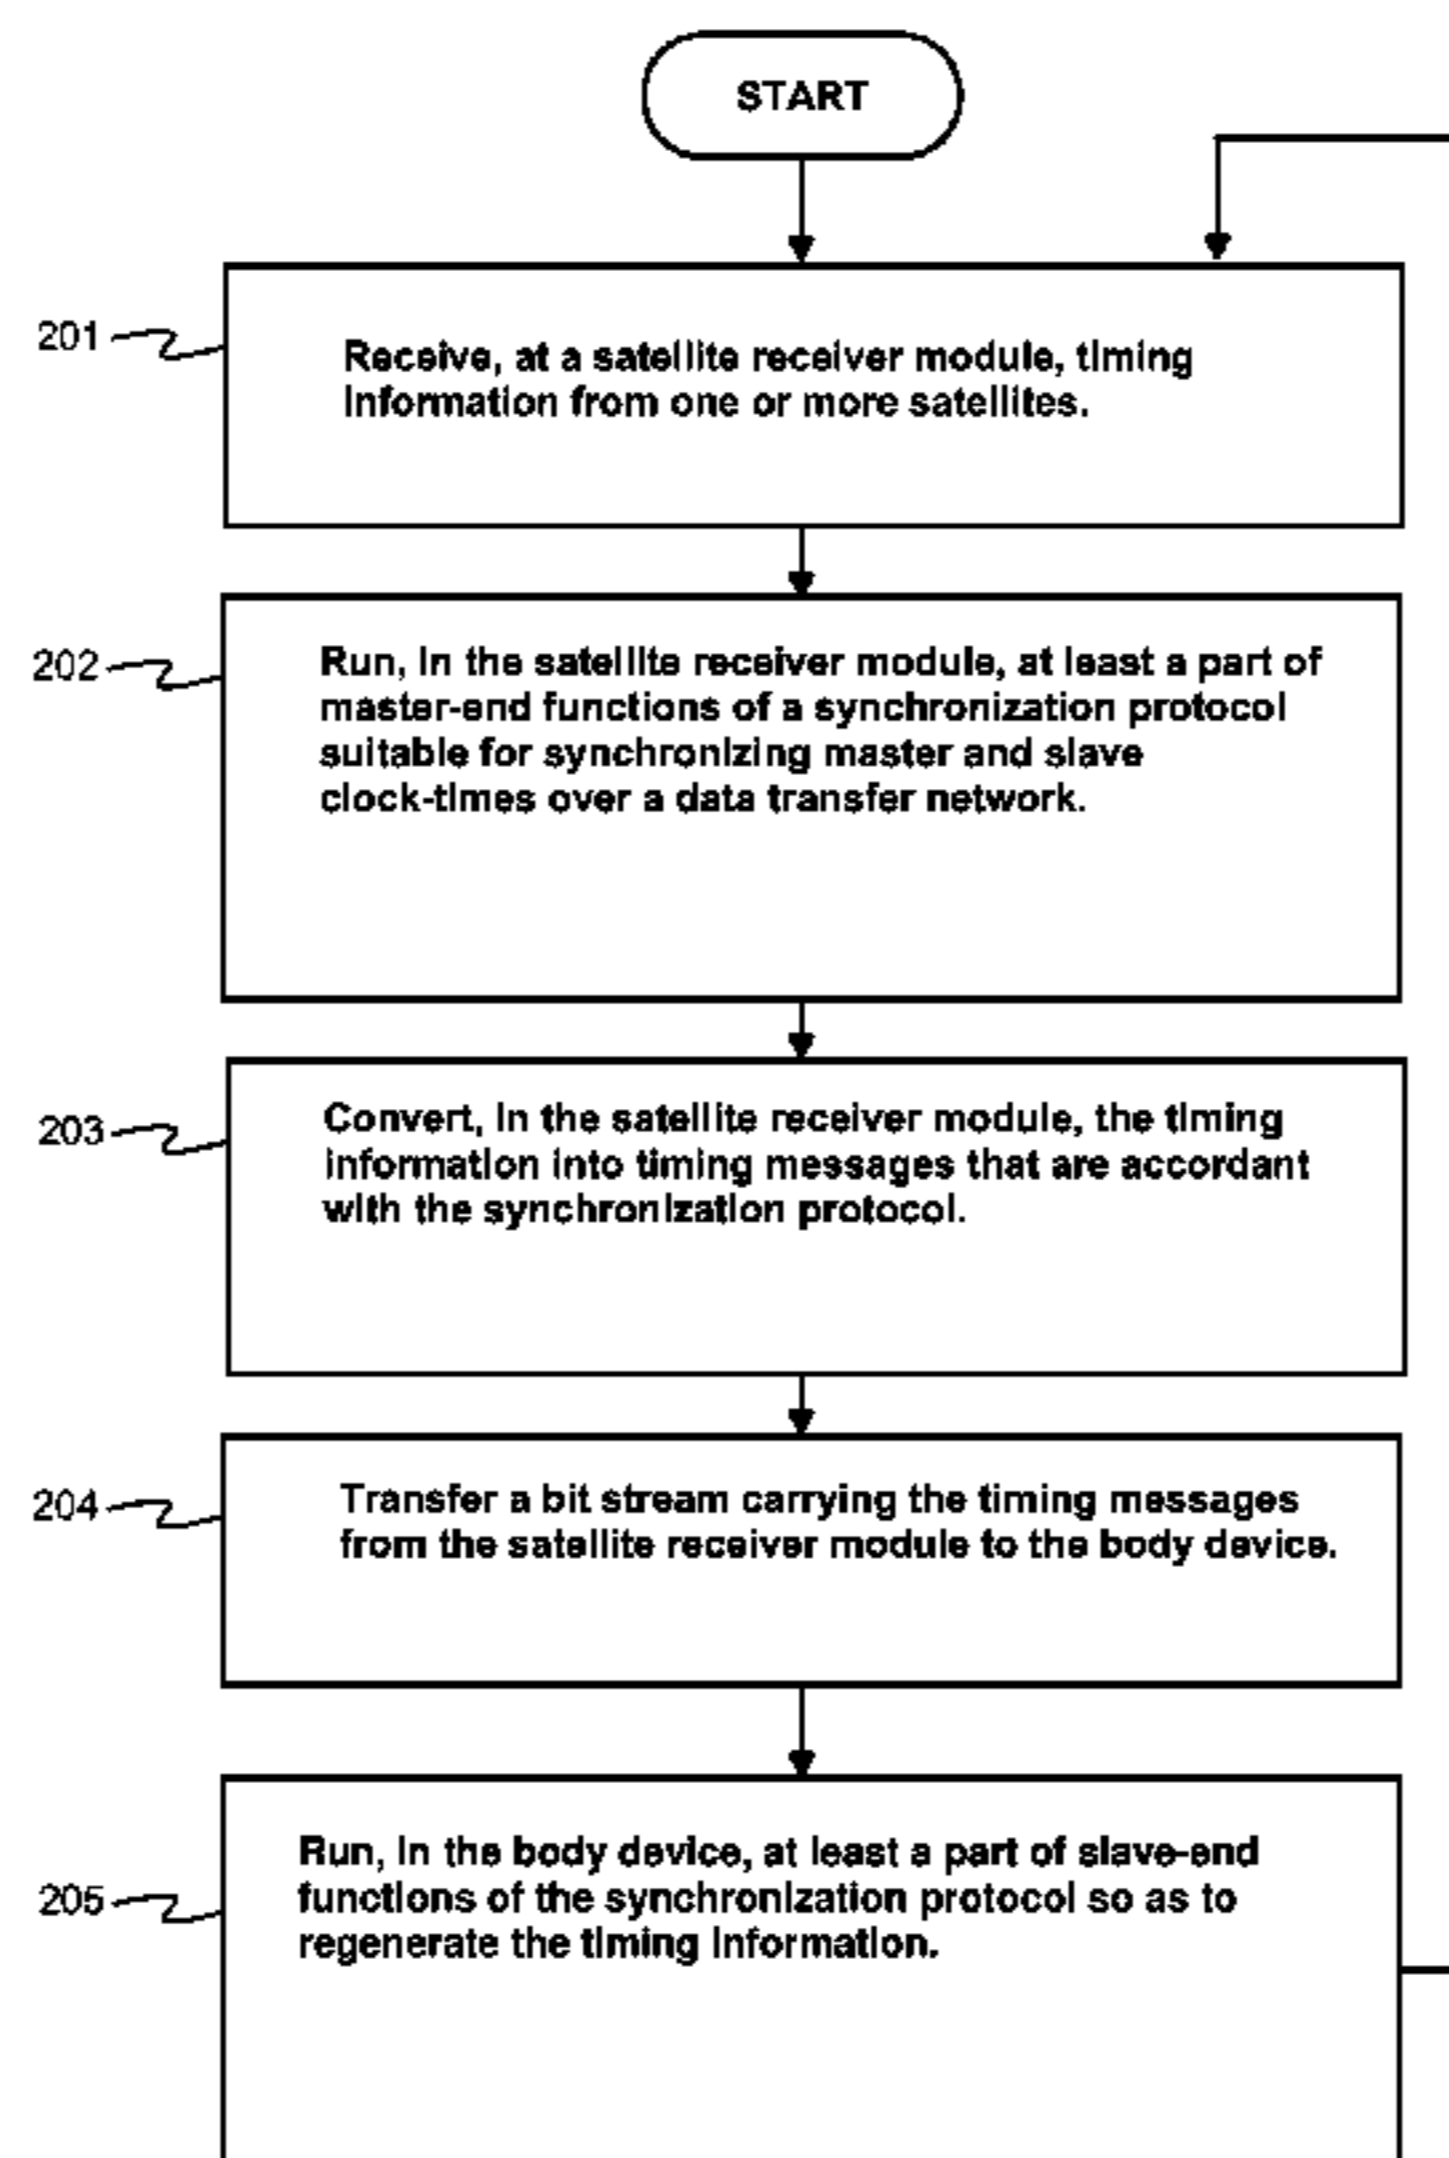 START
201
Receive, at a satellite receiver module, timing
information from one or more satellites.
202
Run, in the satellite receiver module, at least a part of
master-end functions of a synchronization protocol
suitable for synchronizing master and slave
clock-times over a data transfer network.
203
Convert, in the satellite receiver module, the timing
information into timing messages that are accordant
with the synchronization protocol.
204
Transfer a bit stream carrying the timing messages
from the satellite receiver module to the body device.
205
Run, in the body device, at least a part of slave-end
functions of the synchronization protocol so as to
regenerate the timing information.